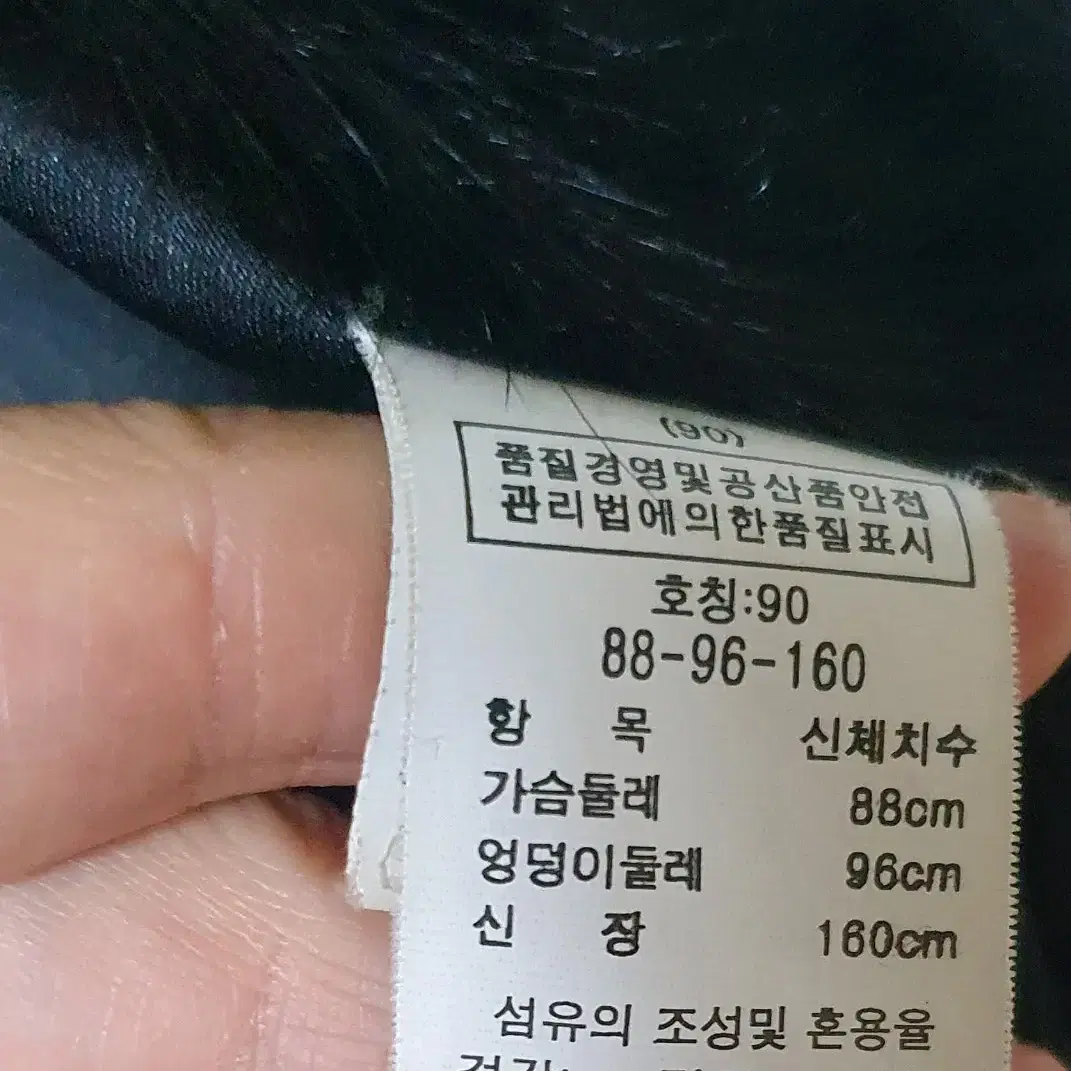 (90)
품질경영및공산품안전
관리법에의한품질표시
호칭:90
88-96-160
항 목 신체치수
가슴둘레 88cm
엉덩이둘레 96cm
신 장 160cm
섬유의 조성및 혼용율